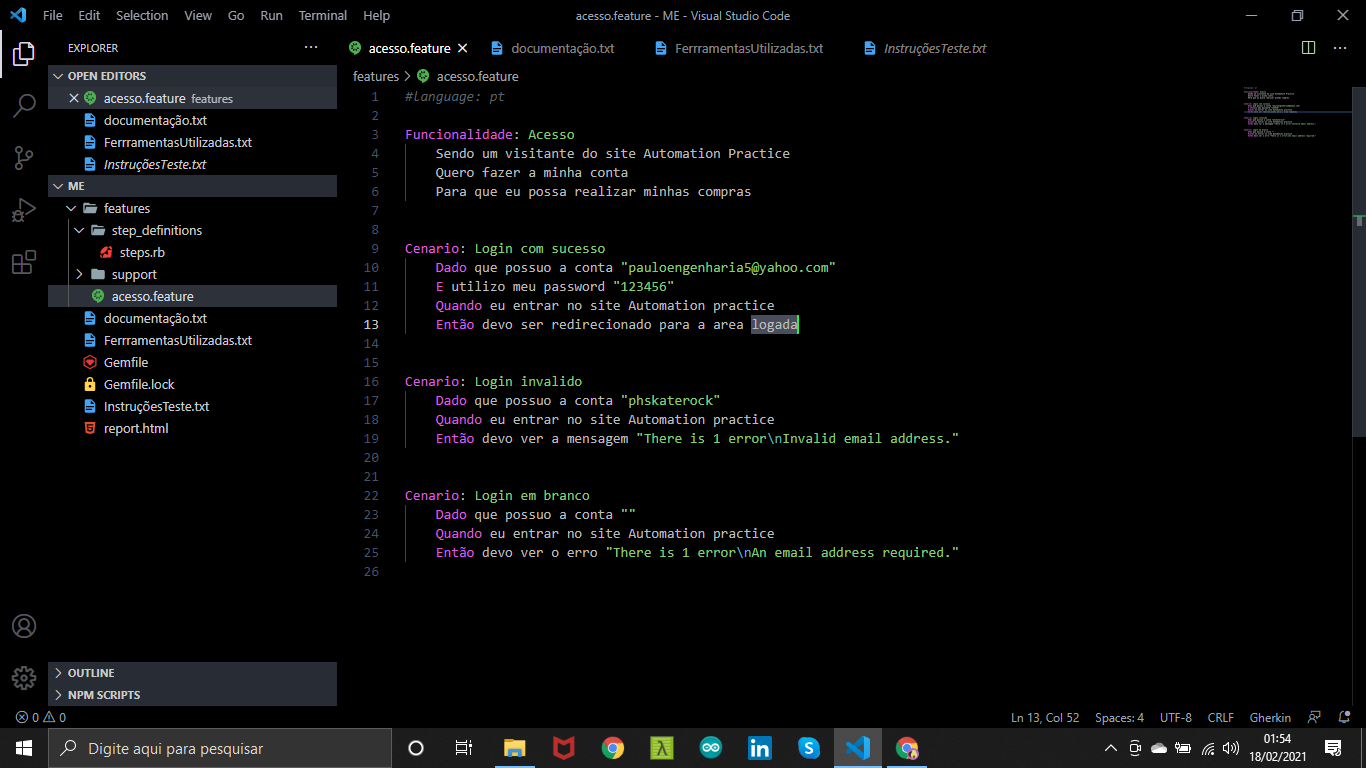 File Edit Selection View Go Run Terminal Help
acesso.feature - ME - Visual Studio Code
EXPLORER
OPEN EDITORS
acesso.feature features
documentação.txt
FerrramentasUtilizadas.txt
InstruçõesTeste.txt
ME
features
step_definitions
steps.rb
support
acesso.feature
documentação.txt
FerrramentasUtilizadas.txt
Gemfile
Gemfile.lock
InstruçõesTeste.txt
report.html
OUTLINE
NPM SCRIPTS
acesso.feature documentação.txt FerrramentasUtilizadas.txt InstruçõesTeste.txt
features > acesso.feature
1 #language: pt
2
3 Funcionalidade: Acesso
4 Sendo um visitante do site Automation Practice
5 Quero fazer a minha conta
6 Para que eu possa realizar minhas compras
7
8
9 Cenario: Login com sucesso
10 Dado que possuo a conta "pauloengenharia5@yahoo.com"
11 E utilizo meu password "123456"
12 Quando eu entrar no site Automation practice
13 Então devo ser redirecionado para a area logada
14
15
16 Cenario: Login invalido
17 Dado que possuo a conta "phskaterock"
18 Quando eu entrar no site Automation practice
19 Então devo ver a mensagem "There is 1 error\nInvalid email address."
20
21
22 Cenario: Login em branco
23 Dado que possuo a conta ""
24 Quando eu entrar no site Automation practice
25 Então devo ver o erro "There is 1 error\nAn email address required."
26
0 0
Ln 13, Col 52 Spaces: 4 UTF-8 CRLF Gherkin
Digite aqui para pesquisar
01:54
18/02/2021